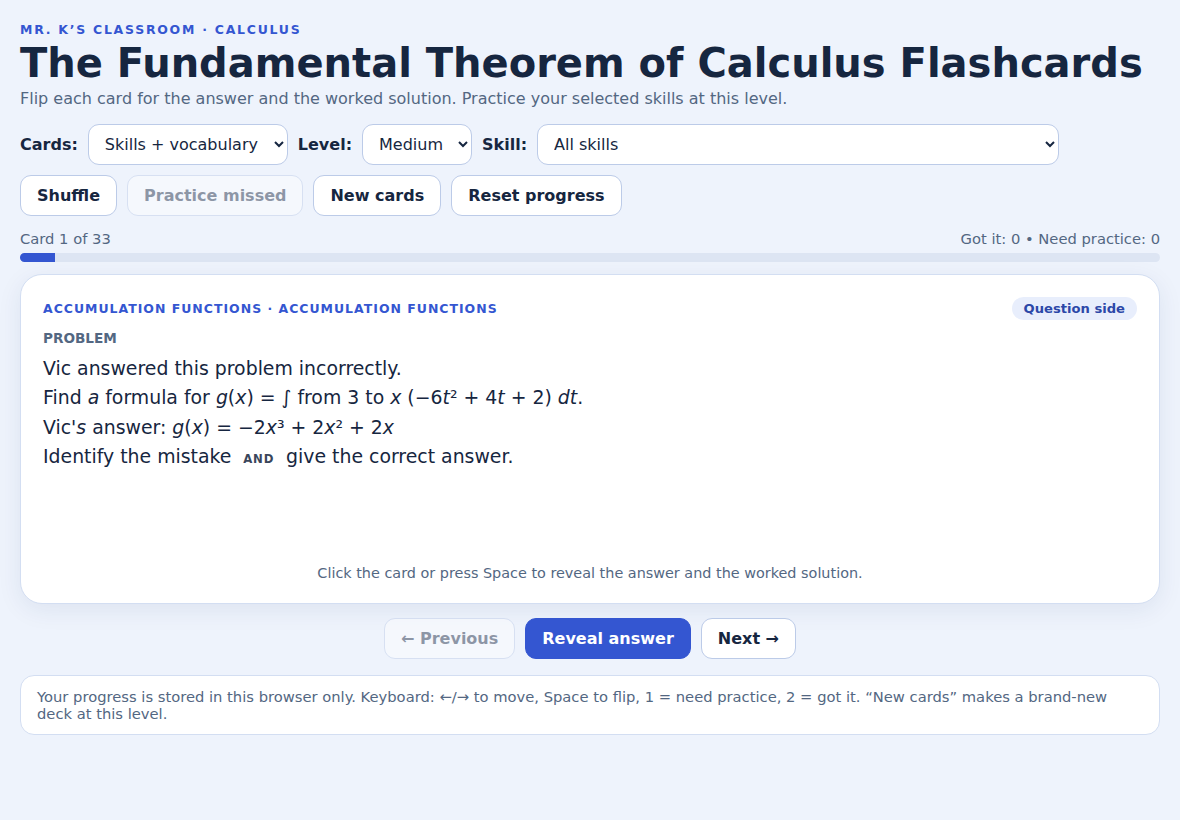 MR. K'S CLASSROOM · CALCULUS
The Fundamental Theorem of Calculus Flashcards
Flip each card for the answer and the worked solution. Practice your selected skills at this level.
Cards: Skills + vocabulary Level: Medium Skill: All skills
Shuffle Practice missed New cards Reset progress
Card 1 of 33 Got it: 0 • Need practice: 0
ACCUMULATION FUNCTIONS · ACCUMULATION FUNCTIONS Question side
PROBLEM
Vic answered this problem incorrectly.
Find a formula for g(x) = ∫ from 3 to x (−6t² + 4t + 2) dt.
Vic's answer: g(x) = −2x³ + 2x² + 2x
Identify the mistake AND give the correct answer.
Click the card or press Space to reveal the answer and the worked solution.
← Previous Reveal answer Next →
Your progress is stored in this browser only. Keyboard: ←/→ to move, Space to flip, 1 = need practice, 2 = got it. “New cards” makes a brand-new
deck at this level.